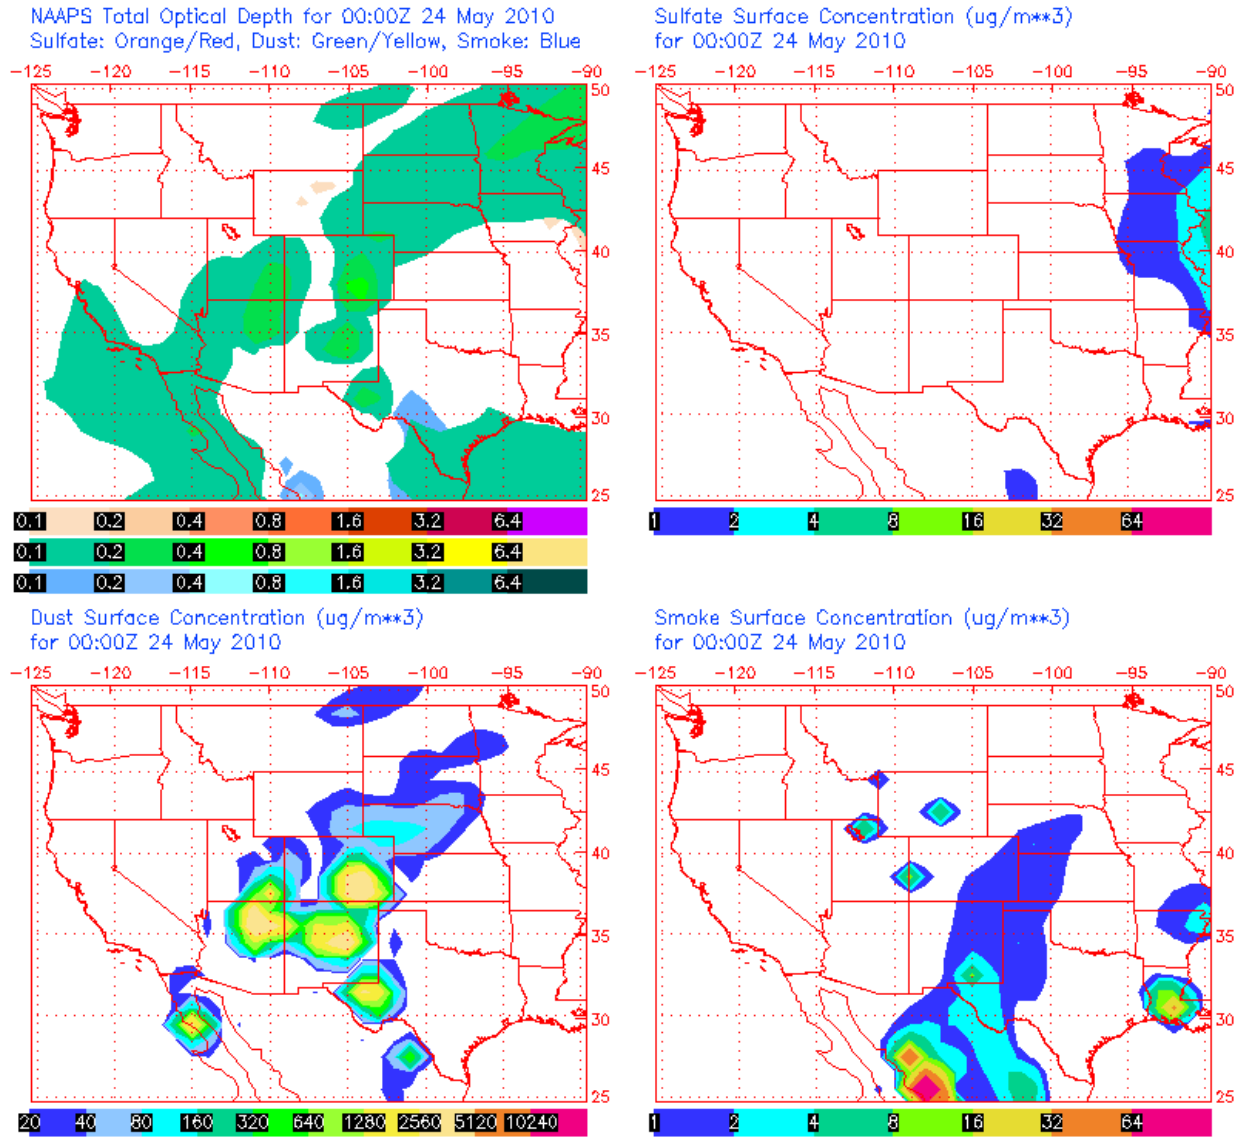 NAAPS Total Optical Depth for 00:00Z 24 May 2010
Sulfate: Orange/Red, Dust: Green/Yellow, Smoke: Blue
-125 -120 -115 -110 -105 -100 -95 -90
50
45
40
35
30
25
0.1 0.2 0.4 0.8 1.6 3.2 6.4
0.1 0.2 0.4 0.8 1.6 3.2 6.4
0.1 0.2 0.4 0.8 1.6 3.2 6.4
Sulfate Surface Concentration (ug/m**3)
for 00:00Z 24 May 2010
-125 -120 -115 -110 -105 -100 -95 -90
50
45
40
35
30
25
1 2 4 8 16 32 64
Dust Surface Concentration (ug/m**3)
for 00:00Z 24 May 2010
-125 -120 -115 -110 -105 -100 -95 -90
50
45
40
35
30
25
20 40 80 160 320 640 1280 2560 5120 10240
Smoke Surface Concentration (ug/m**3)
for 00:00Z 24 May 2010
-125 -120 -115 -110 -105 -100 -95 -90
50
45
40
35
30
25
1 2 4 8 16 32 64